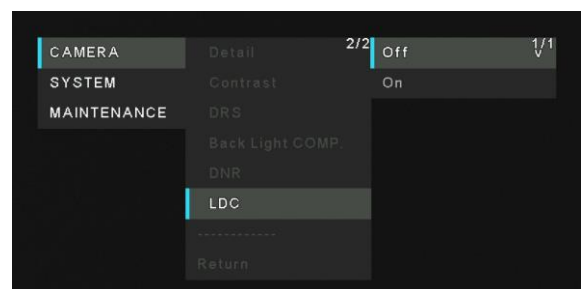 CAMERA
SYSTEM
MAINTENANCE
2/2
Detail
Contrast
DRS
Back Light COMP.
DNR
LDC
------------
Return
1/1
Off
On